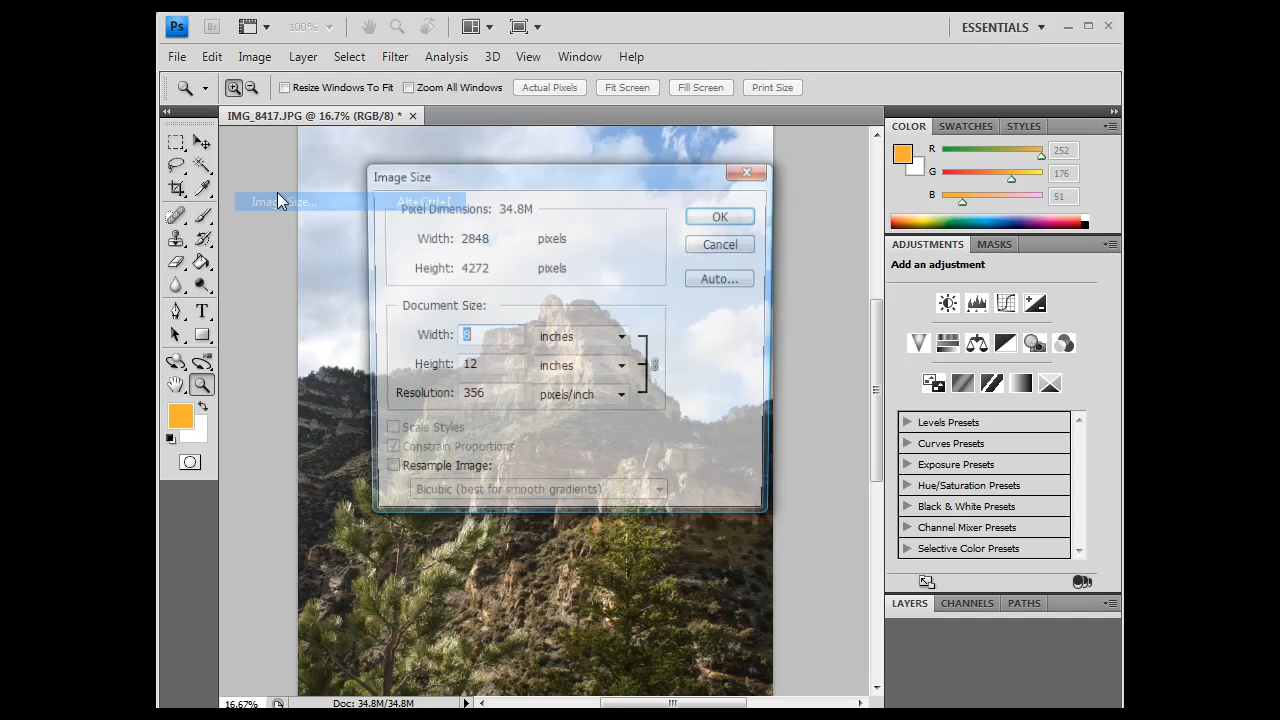 Ps Br 100% ESSENTIALS
File Edit Image Layer Select Analysis 3D View Window Help Filter
Resize Windows To Fit Zoom All Windows Actual Pixels Fit Screen Fill Screen Print Size
IMG_8417.JPG @ 16.7% (RGB/8) *
Image Size... Alt+Ctrl+I
Image Size
Pixel Dimensions: 34.8M
Width: 2848 pixels
Height: 4272 pixels
OK
Cancel
Auto...
Document Size:
Width: 8 inches
Height: 12 inches
Resolution: 356 pixels/inch
Scale Styles
Constrain Proportions
Resample Image:
Bicubic (best for smooth gradients)
COLOR SWATCHES STYLES
R 252
G 176
B 51
ADJUSTMENTS MASKS
Add an adjustment
Levels Presets
Curves Presets
Exposure Presets
Hue/Saturation Presets
Black & White Presets
Channel Mixer Presets
Selective Color Presets
LAYERS CHANNELS PATHS
16.67% Doc: 34.8M/34.8M